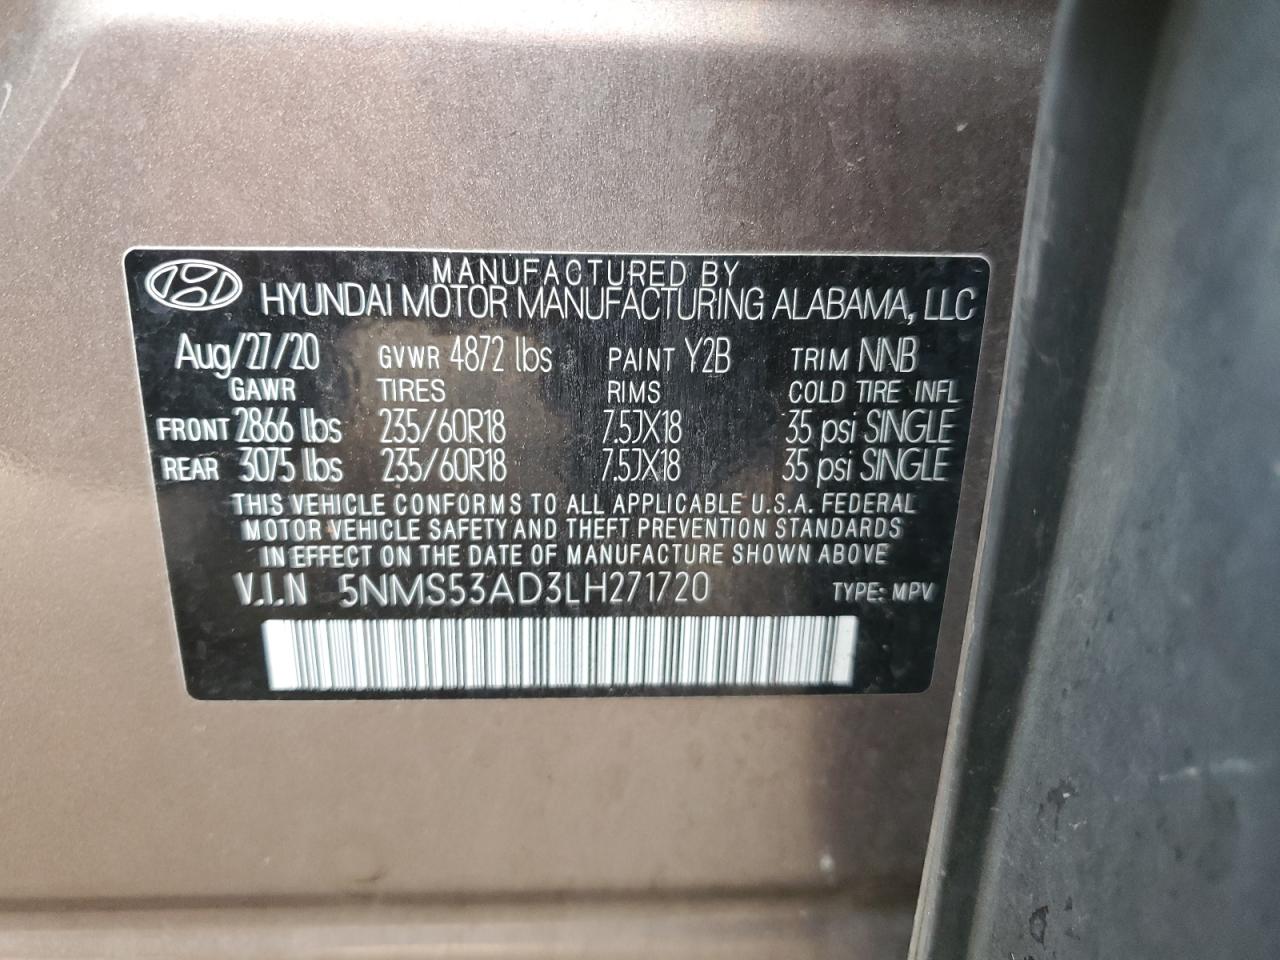 MANUFACTURED BY
HYUNDAI MOTOR MANUFACTURING ALABAMA, LLC
Aug/27/20 GVWR 4872 lbs PAINT Y2B TRIM NNB
GAWR TIRES RIMS COLD TIRE INFL
FRONT 2866 lbs 235/60R18 7.5JX18 35 psi SINGLE
REAR 3075 lbs 235/60R18 7.5JX18 35 psi SINGLE
THIS VEHICLE CONFORMS TO ALL APPLICABLE U.S.A. FEDERAL
MOTOR VEHICLE SAFETY AND THEFT PREVENTION STANDARDS
IN EFFECT ON THE DATE OF MANUFACTURE SHOWN ABOVE
V.I.N 5NMS53AD3LH271720 TYPE: MPV